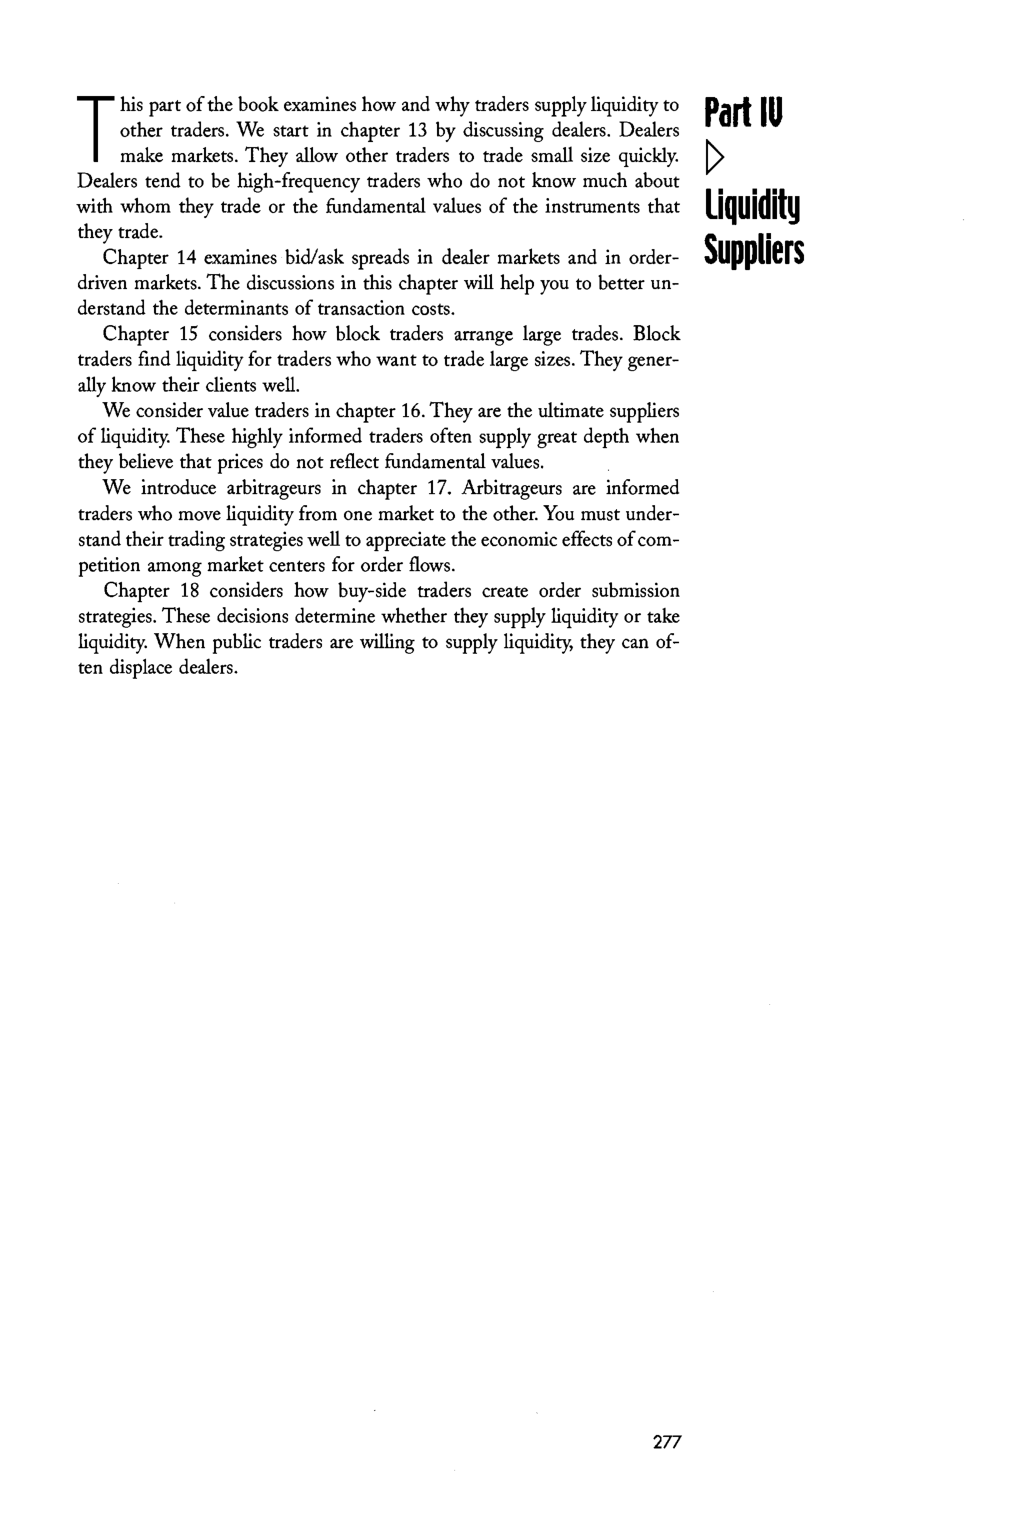 Part IV
Liquidity
Suppliers
This part of the book examines how and why traders supply liquidity to
other traders. We start in chapter 13 by discussing dealers. Dealers
make markets. They allow other traders to trade small size quickly.
Dealers tend to be high-frequency traders who do not know much about
with whom they trade or the fundamental values of the instruments that
they trade.
Chapter 14 examines bid/ask spreads in dealer markets and in order-
driven markets. The discussions in this chapter will help you to better un-
derstand the determinants of transaction costs.
Chapter 15 considers how block traders arrange large trades. Block
traders find liquidity for traders who want to trade large sizes. They gener-
ally know their clients well.
We consider value traders in chapter 16. They are the ultimate suppliers
of liquidity. These highly informed traders often supply great depth when
they believe that prices do not reflect fundamental values.
We introduce arbitrageurs in chapter 17. Arbitrageurs are informed
traders who move liquidity from one market to the other. You must under-
stand their trading strategies well to appreciate the economic effects of com-
petition among market centers for order flows.
Chapter 18 considers how buy-side traders create order submission
strategies. These decisions determine whether they supply liquidity or take
liquidity. When public traders are willing to supply liquidity, they can of-
ten displace dealers.
277